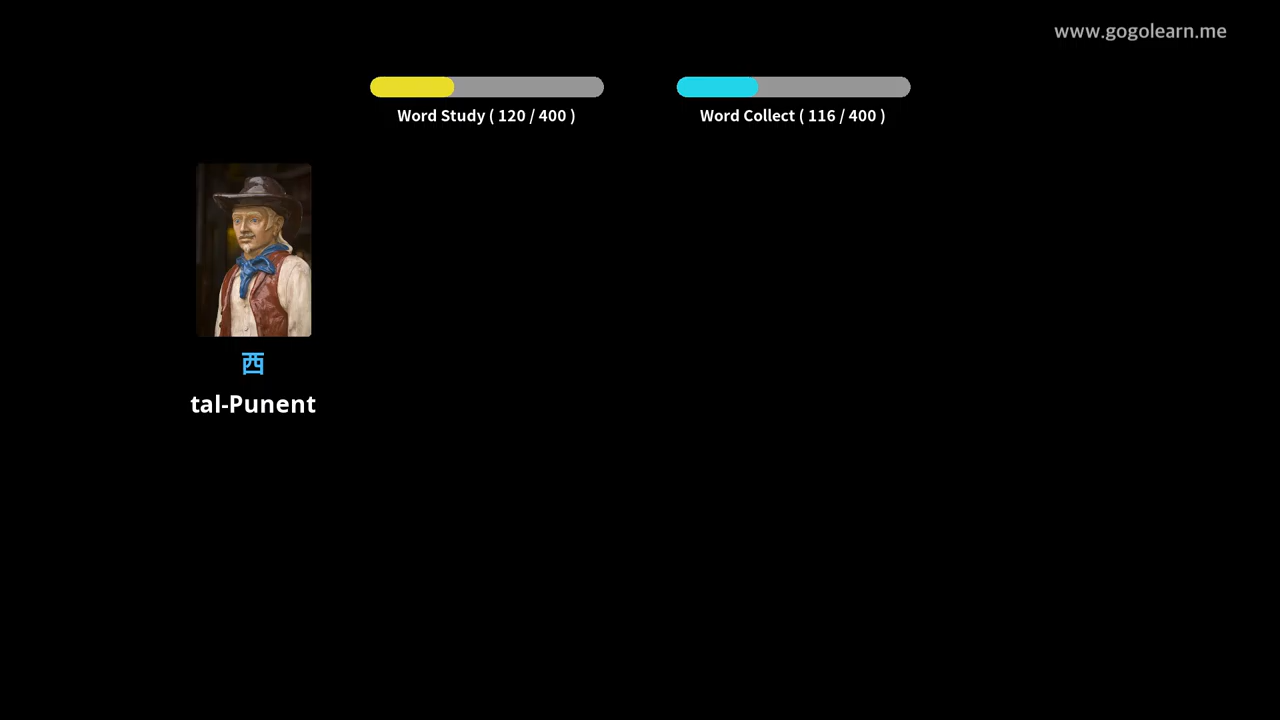 www.gogolearn.me
Word Study ( 120 / 400 )
Word Collect ( 116 / 400 )
西
tal-Punent